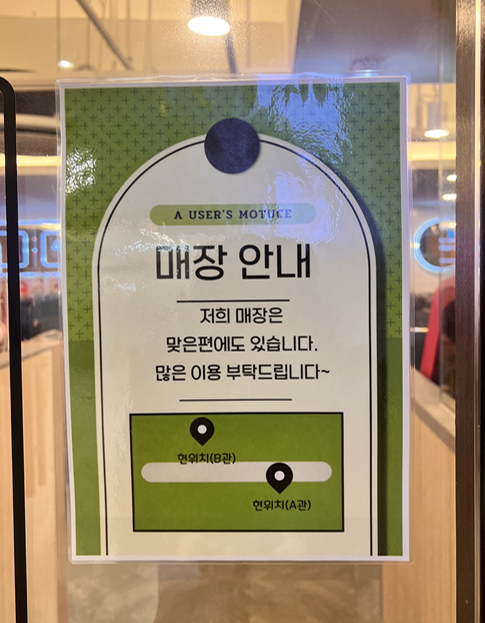 A USER'S MOTUCE
매장 안내
저희 매장은
맞은편에도 있습니다.
많은 이용 부탁드립니다~
현위치(B관)
현위치(A관)